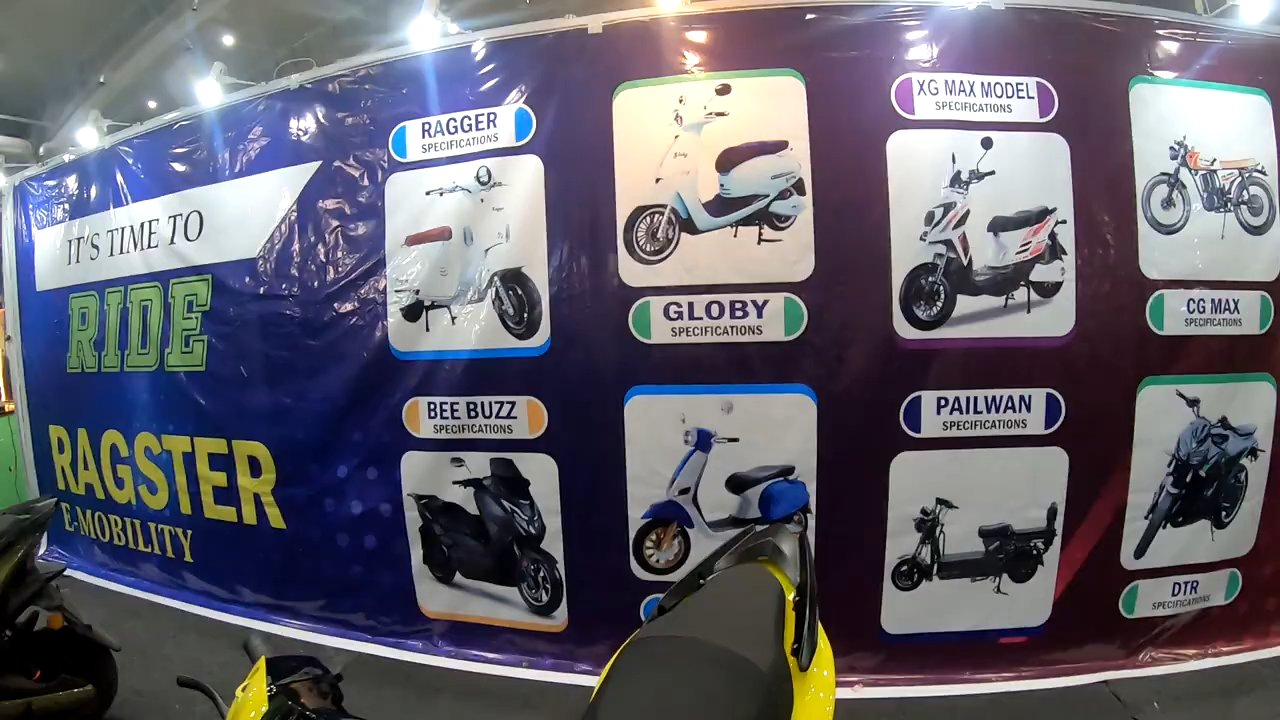 IT'S TIME TO
RIDE
RAGSTER
E-MOBILITY
RAGGER
SPECIFICATIONS
BEE BUZZ
SPECIFICATIONS
GLOBY
SPECIFICATIONS
XG MAX MODEL
SPECIFICATIONS
PAILWAN
SPECIFICATIONS
CG MAX
SPECIFICATIONS
DTR
SPECIFICATIONS